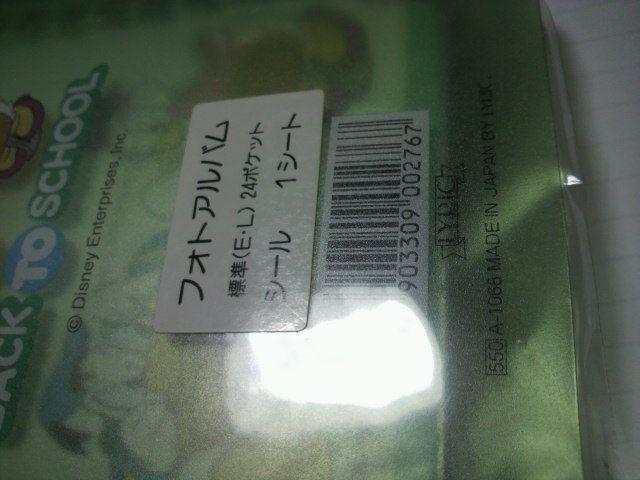 BACK TO SCHOOL
© Disney Enterprises, Inc.
フォトアルバム
標準(E・L) 24ポケット
シール 1シート
903309 002767
LYRIC
550 A-1068 MADE IN JAPAN BY LYRIC.